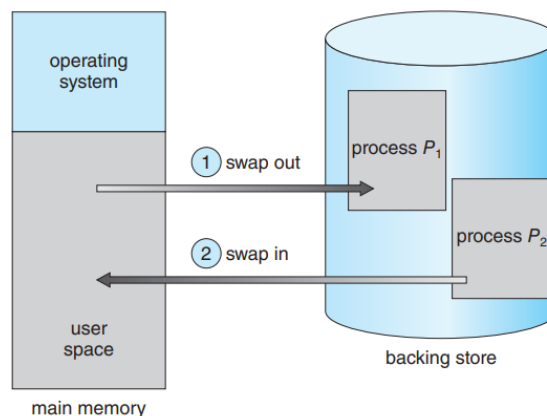 operating
system
1 swap out
process P1
process P2
2 swap in
user
space
backing store
main memory